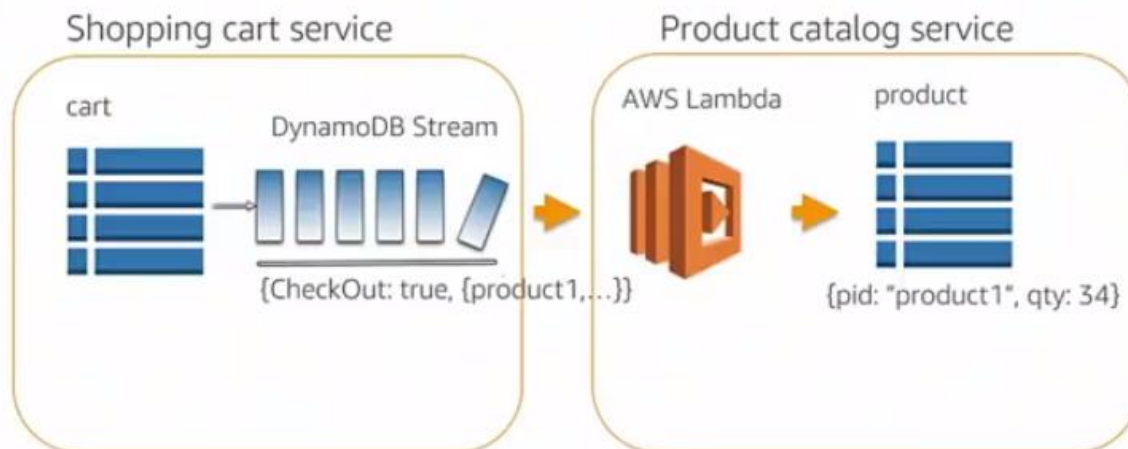 Shopping cart service
Product catalog service
cart
DynamoDB Stream
{CheckOut: true, {product1,...}}
AWS Lambda
product
{pid: "product1", qty: 34}